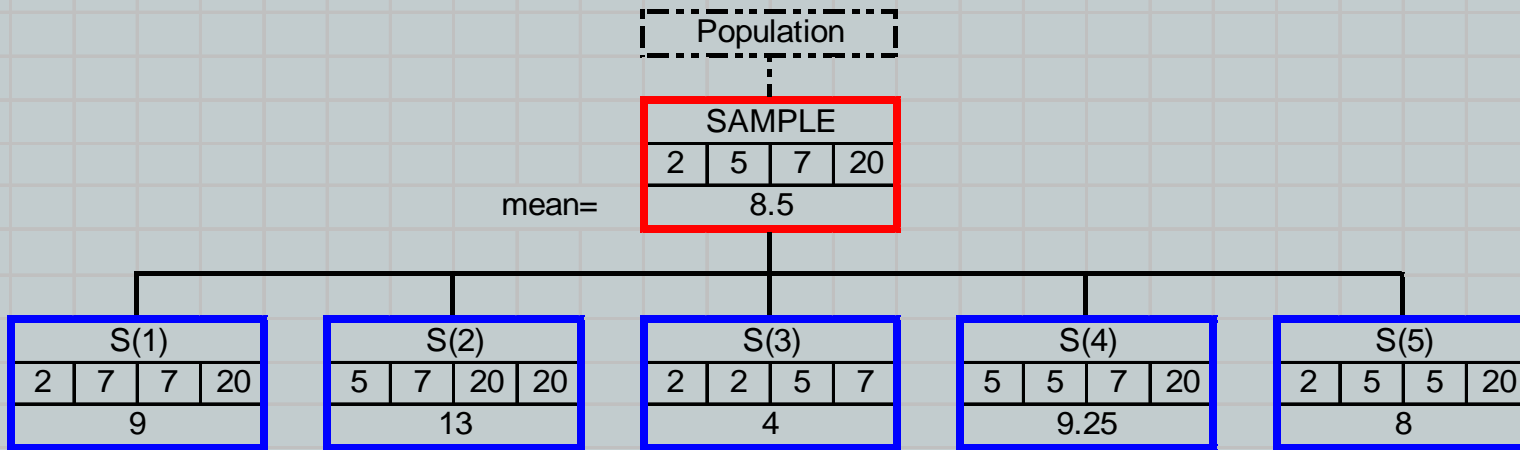 Population
SAMPLE
2 5 7 20
mean= 8.5
S(1) S(2) S(3) S(4) S(5)
2 7 7 20 5 7 20 20 2 2 5 7 5 5 7 20 2 5 5 20
9 13 4 9.25 8